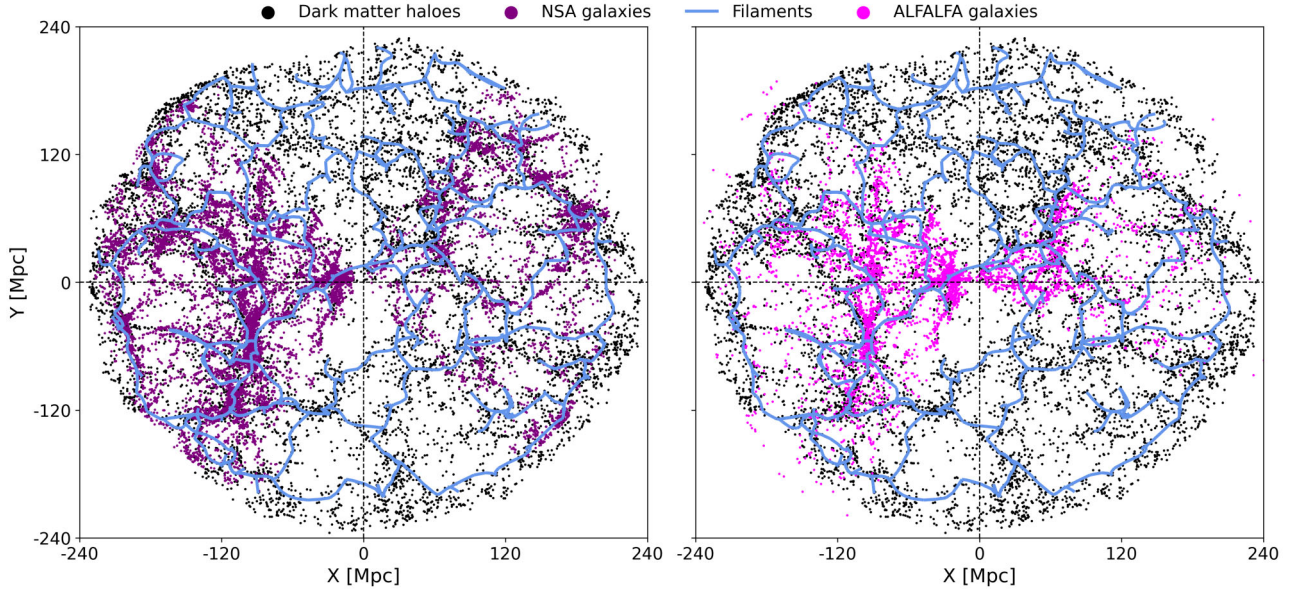 Dark matter haloes NSA galaxies Filaments ALFALFA galaxies
240
120
0
-120
-240
Y [Mpc]
-240 -120 0 120 240
X [Mpc]
-240 -120 0 120 240
X [Mpc]